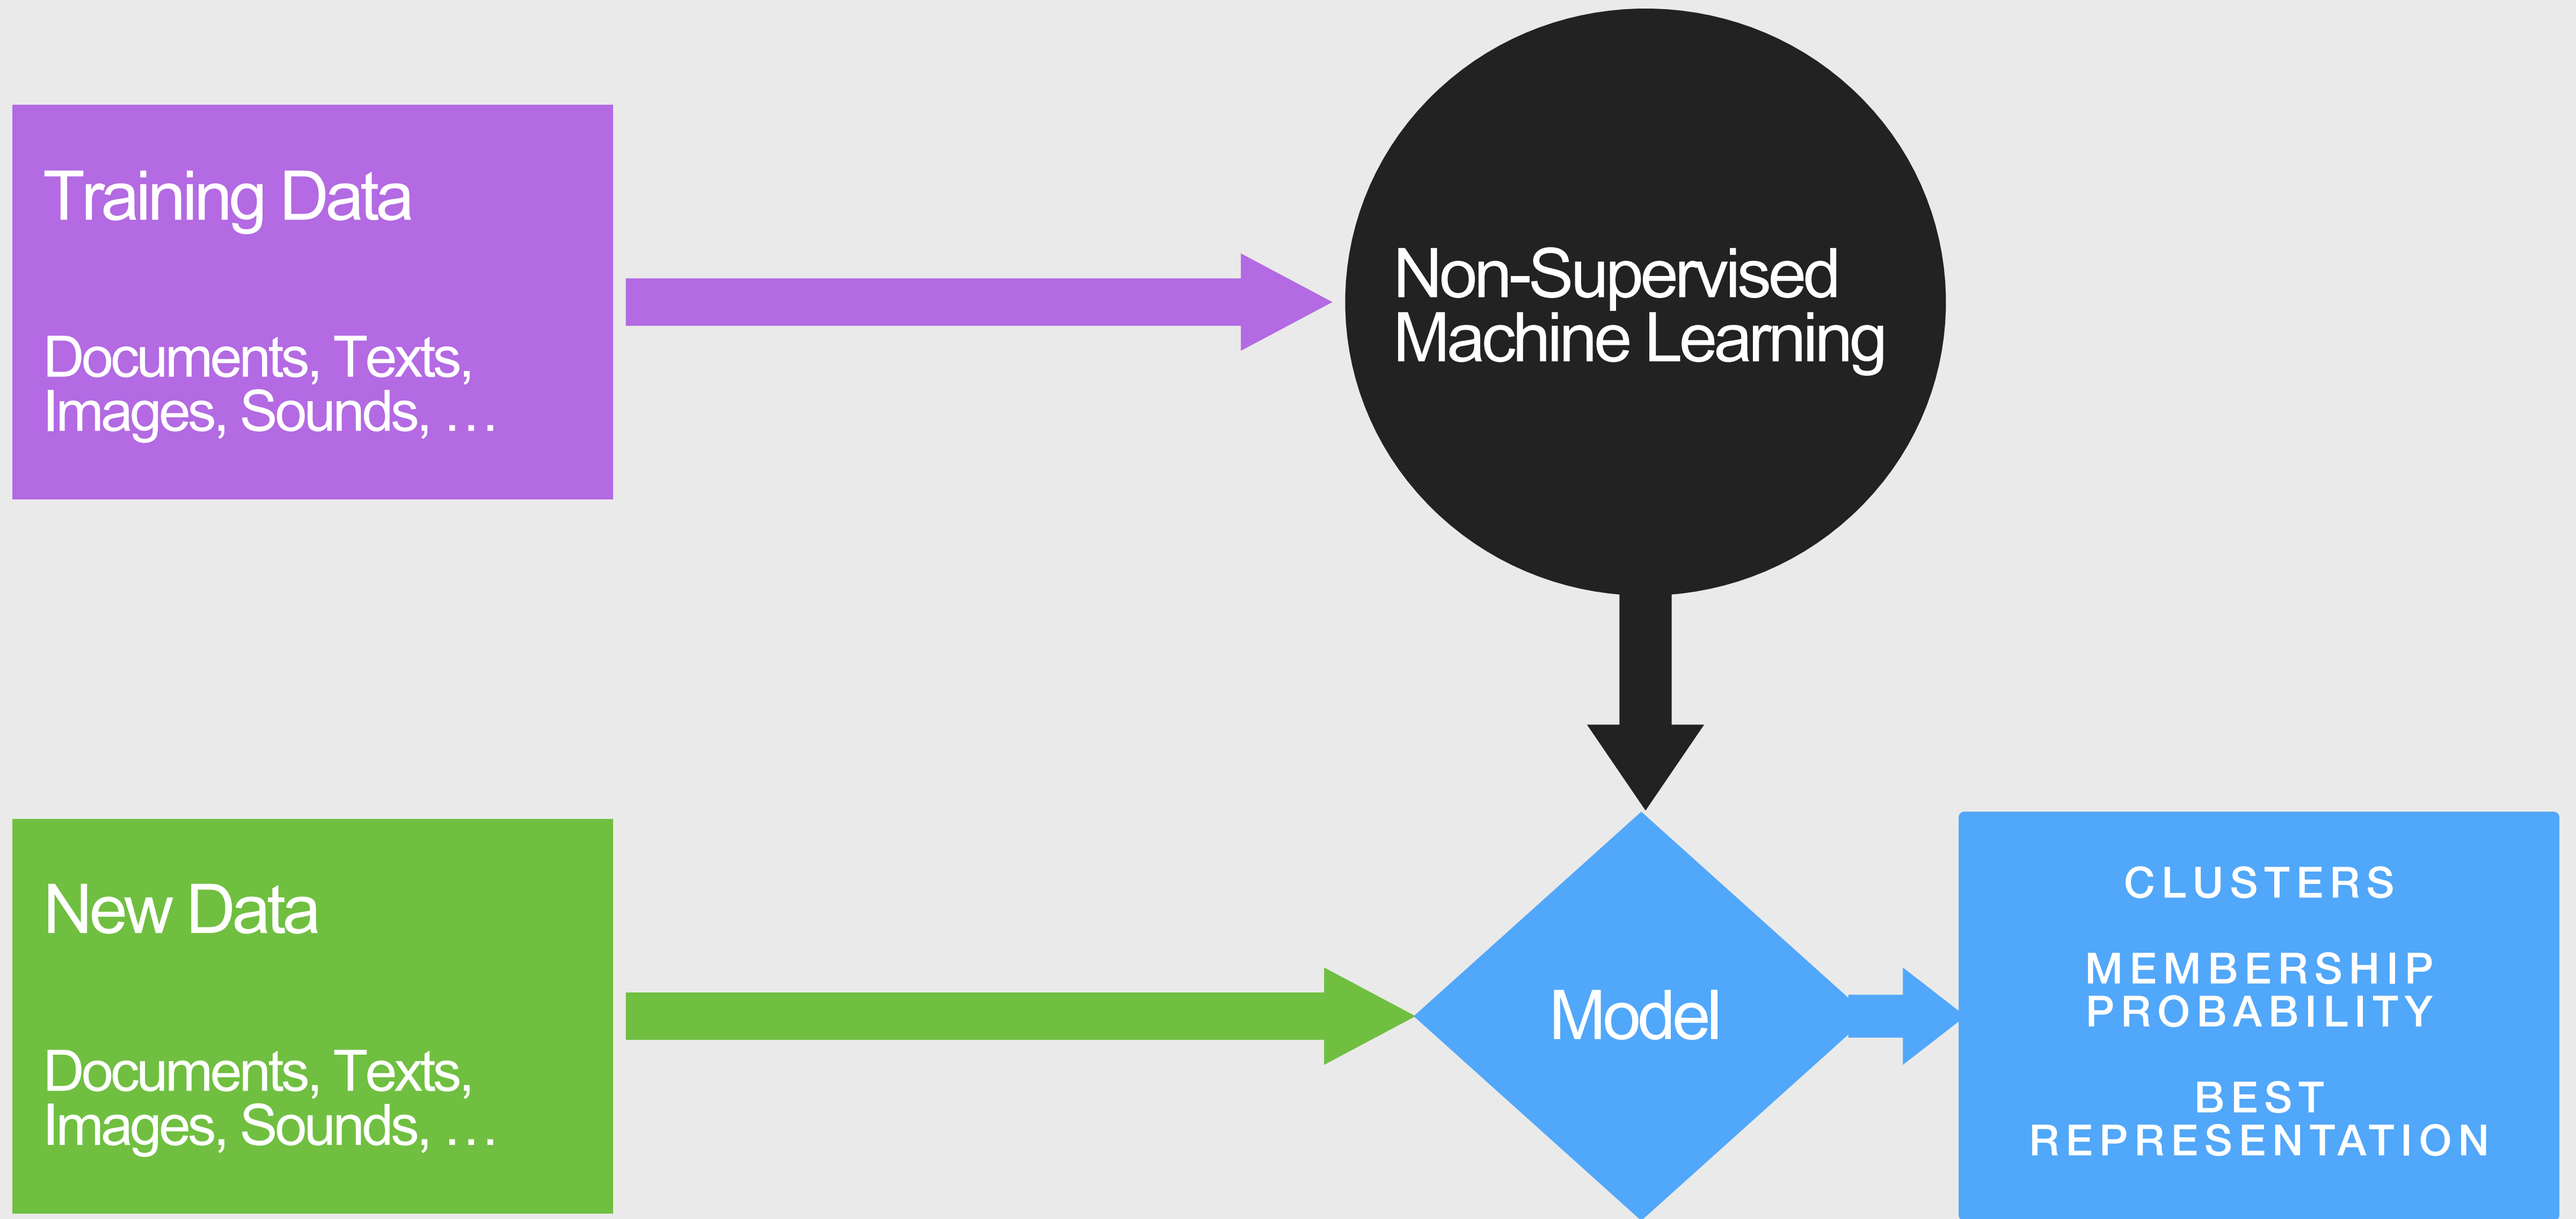 Training Data
Documents, Texts,
Images, Sounds, …
Non-Supervised
Machine Learning
New Data
Documents, Texts,
Images, Sounds, …
Model
CLUSTERS
MEMBERSHIP
PROBABILITY
BEST
REPRESENTATION